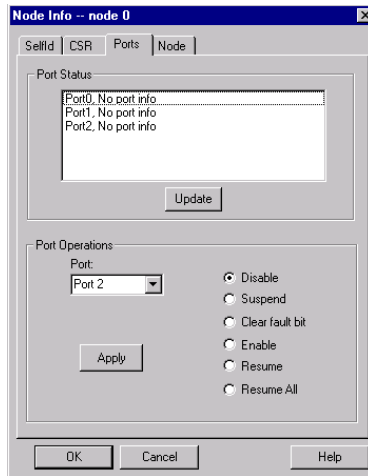 Node Info -- node 0
SelfId CSR Ports Node
Port Status
Port0, No port info
Port1, No port info
Port2, No port info
Update
Port Operations
Port:
Port 2
Disable
Suspend
Clear fault bit
Enable
Resume
Resume All
Apply
OK Cancel Help